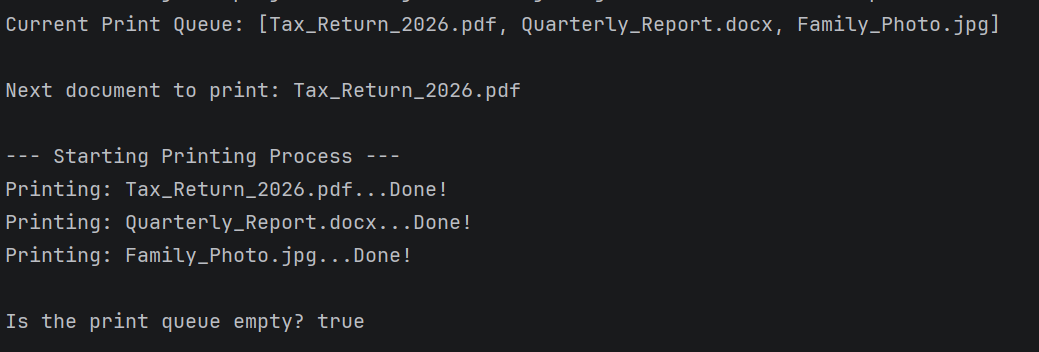 Current Print Queue: [Tax_Return_2026.pdf, Quarterly_Report.docx, Family_Photo.jpg]
Next document to print: Tax_Return_2026.pdf
--- Starting Printing Process ---
Printing: Tax_Return_2026.pdf...Done!
Printing: Quarterly_Report.docx...Done!
Printing: Family_Photo.jpg...Done!
Is the print queue empty? true